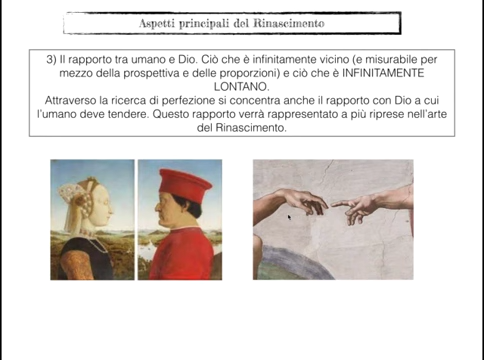 Aspetti principali del Rinascimento
3) Il rapporto tra umano e Dio. Ciò che è infinitamente vicino (e misurabile per
mezzo della prospettiva e delle proporzioni) e ciò che è INFINITAMENTE
LONTANO.
Attraverso la ricerca di perfezione si concentra anche il rapporto con Dio a cui
l'umano deve tendere. Questo rapporto verrà rappresentato a più riprese nell'arte
del Rinascimento.